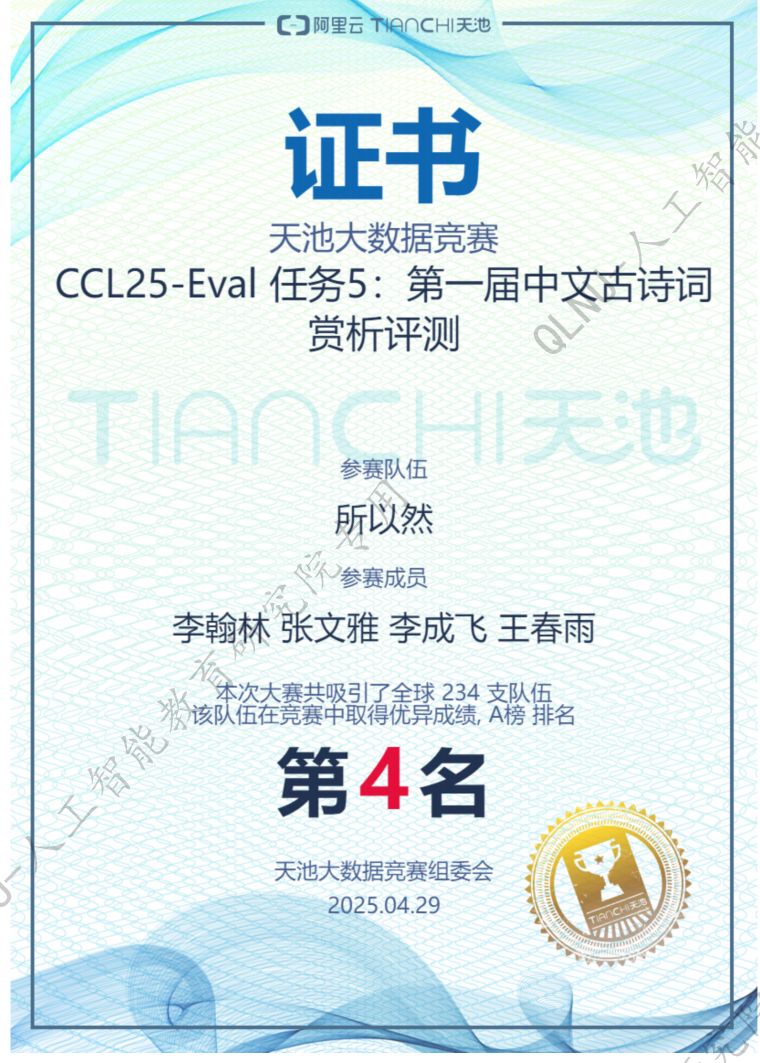 阿里云 TIANCHI天池
证书
天池大数据竞赛
CCL25-Eval 任务5：第一届中文古诗词
赏析评测
TIANCHI天池
参赛队伍
所以然
参赛成员
李翰林 张文雅 李成飞 王春雨
本次大赛共吸引了全球 234 支队伍
该队伍在竞赛中取得优异成绩, A榜 排名
第4名
天池大数据竞赛组委会
2025.04.29
TIANCHI天池
QLNU-人工智能
人工智能教育研究院专用